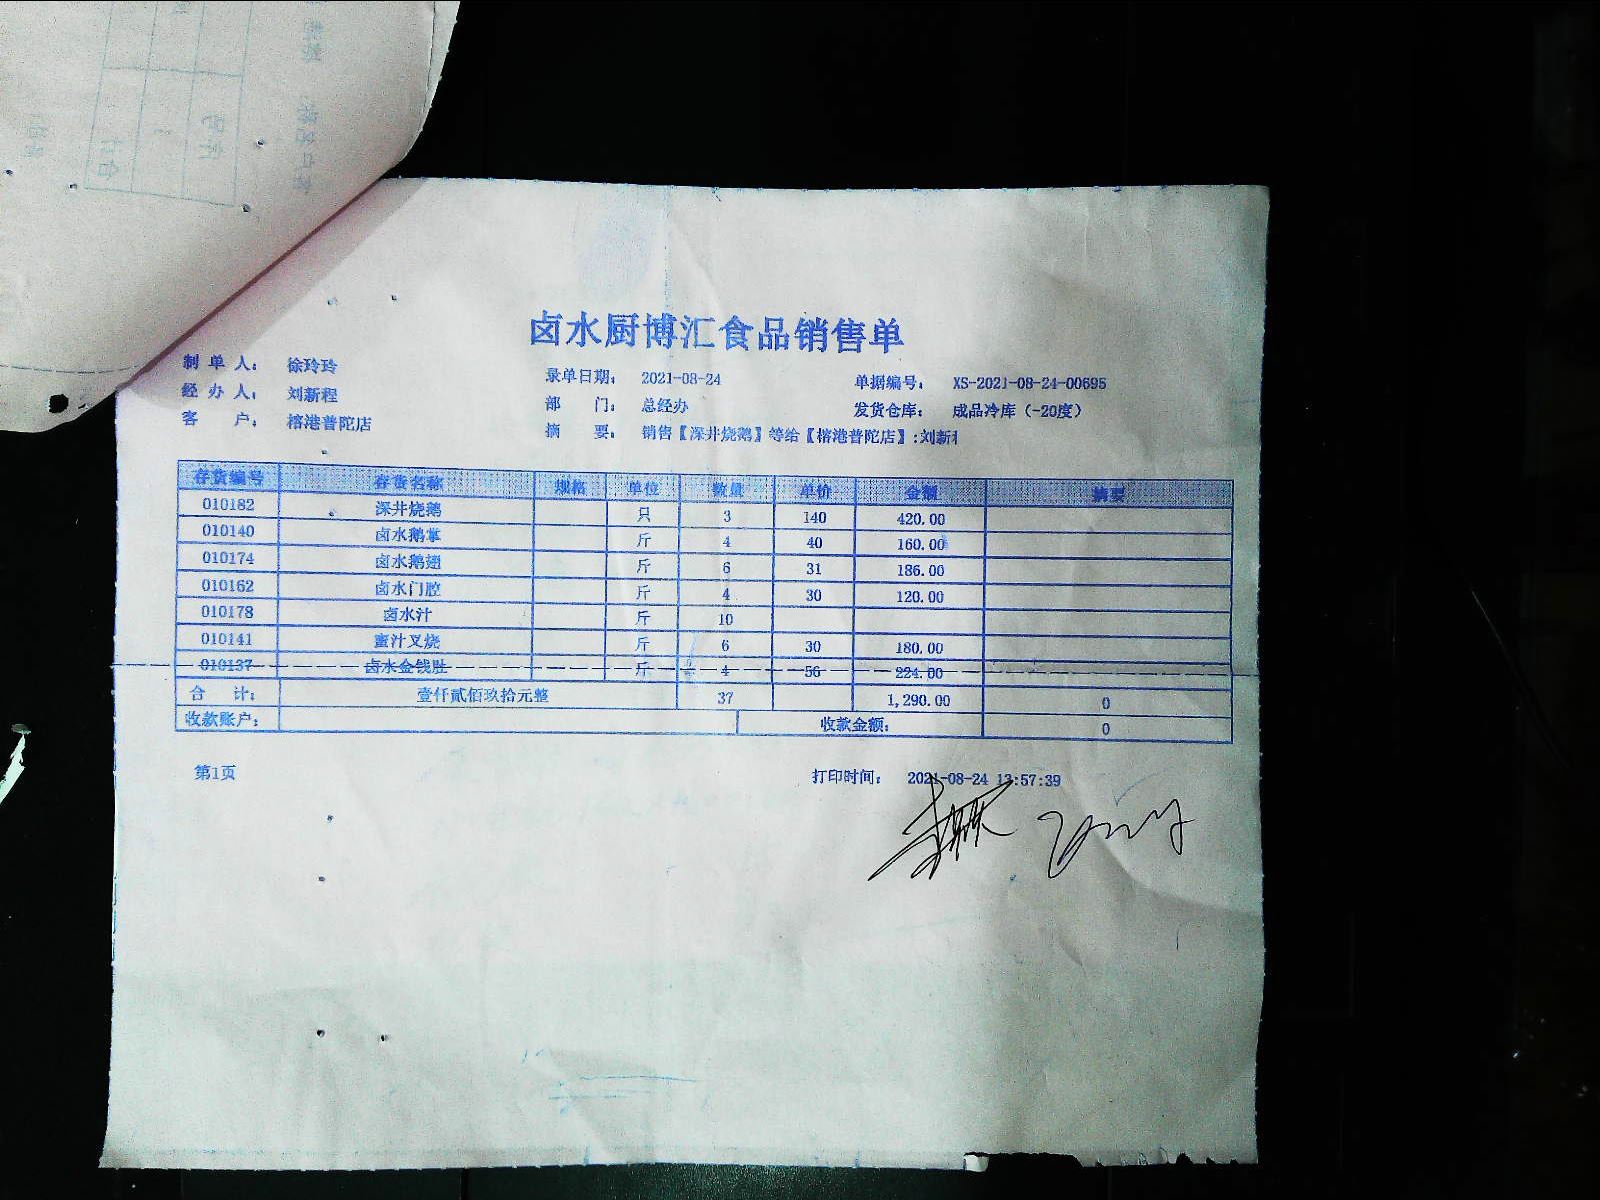 卤水厨博汇食品销售单
制单人： 徐玲玲 录单日期： 2021-08-24 单据编号： XS-2021-08-24-00695
经办人： 刘新程 部门： 总经办 发货仓库： 成品冷库（-20度）
客户： 榕港普陀店 摘要： 销售【深井烧鹅】等给【榕港普陀店】:刘新
存货编号 存货名称 规格 单位 数量 单价 金额 摘要
010182 深井烧鹅 只 3 140 420.00
010140 卤水鹅掌 斤 4 40 160.00
010174 卤水鹅翅 斤 6 31 186.00
010162 卤水门腔 斤 4 30 120.00
010178 卤水汁 斤 10
010141 蜜汁叉烧 斤 6 30 180.00
010137 卤水金钱肚 斤 4 56 224.00
合计： 壹仟贰佰玖拾元整 37 1,290.00 0
收款账户： 收款金额： 0
第1页 打印时间： 2021-08-24 13:57:39